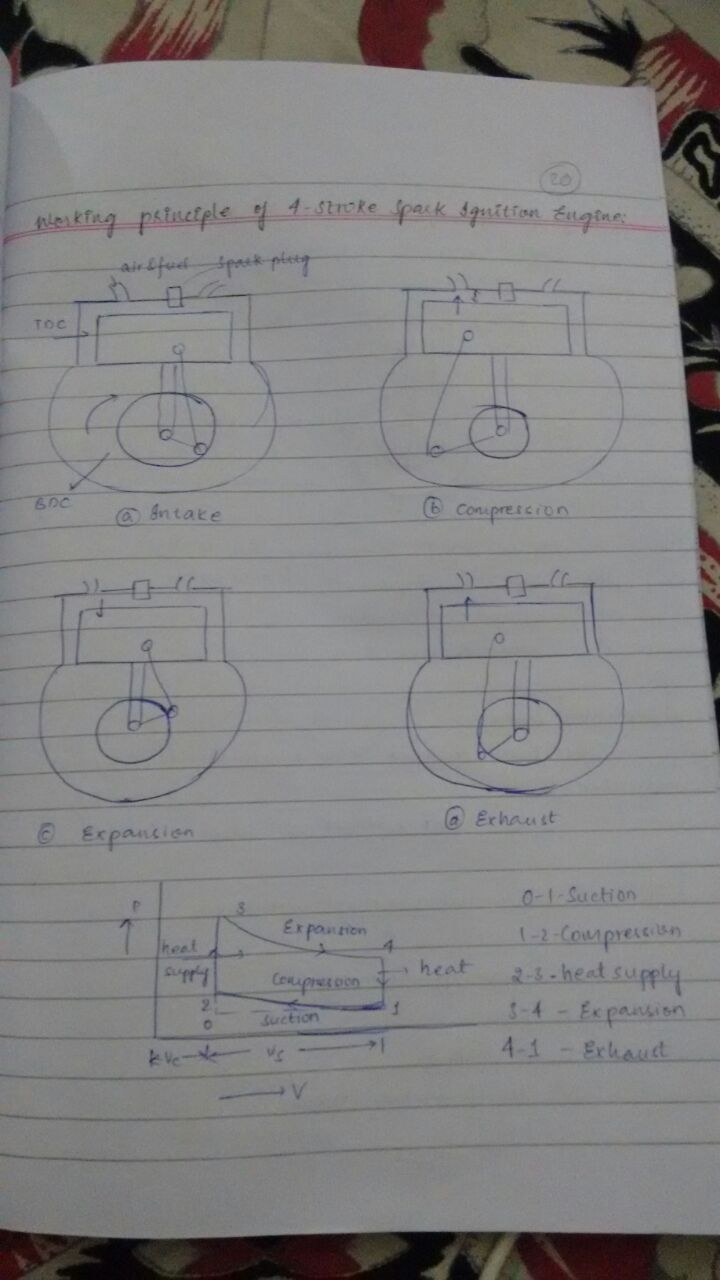 20
Working principle of 4-stroke Spark Ignition Engine:
air & fuel spark plug
TDC
BDC
ⓐ Intake
ⓑ Compression
ⓒ Expansion
ⓓ Exhaust
P
3
Expansion
4
heat
supply
Compression
heat
2
1
0
suction
Vc
Vs
V
0-1-Suction
1-2-Compression
2-3-heat supply
3-4 - Expansion
4-1 - Exhaust